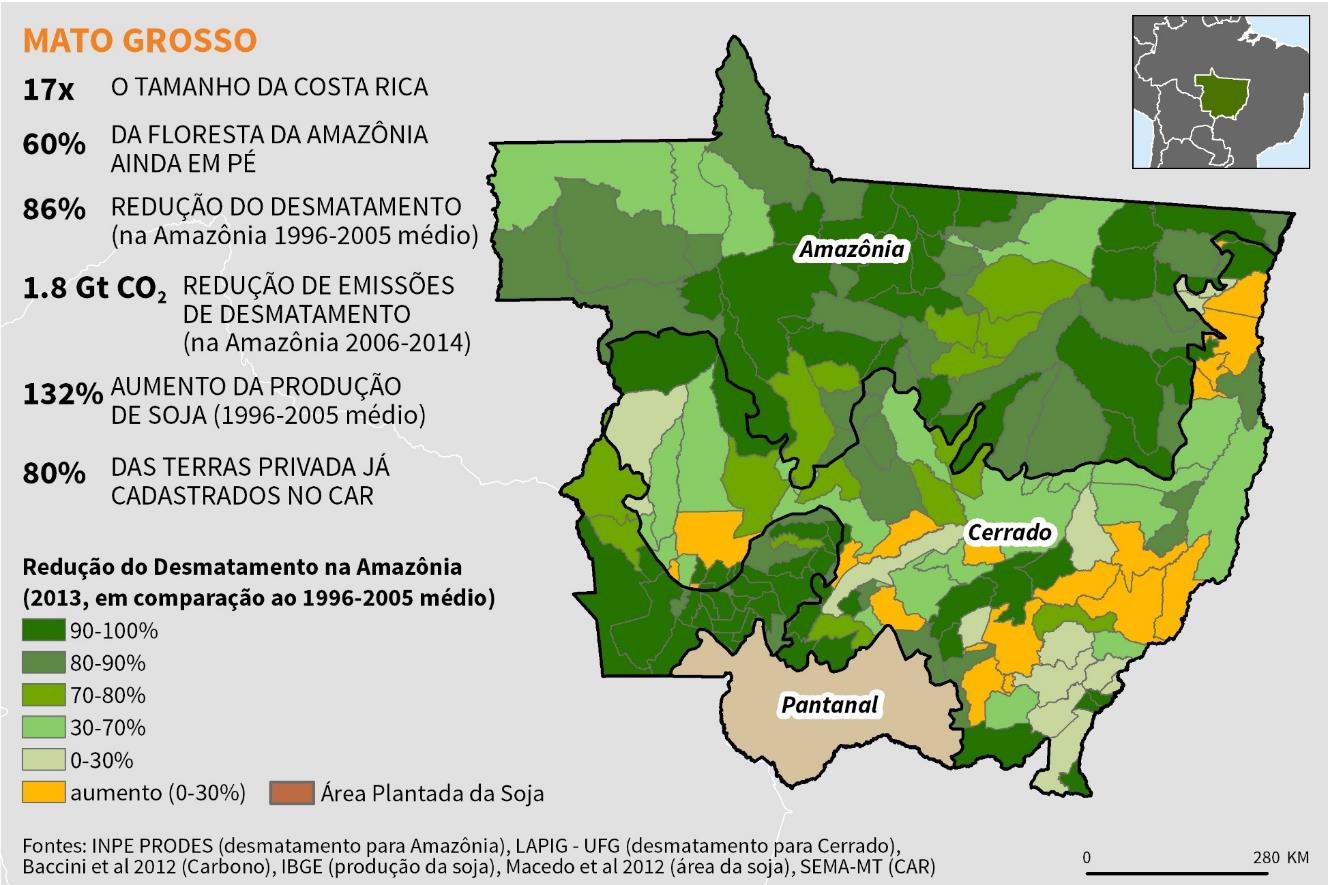 MATO GROSSO
17x O TAMANHO DA COSTA RICA
60% DA FLORESTA DA AMAZÔNIA
AINDA EM PÉ
86% REDUÇÃO DO DESMATAMENTO
(na Amazônia 1996-2005 médio)
1.8 Gt CO₂ REDUÇÃO DE EMISSÕES
DE DESMATAMENTO
(na Amazônia 2006-2014)
132% AUMENTO DA PRODUÇÃO
DE SOJA (1996-2005 médio)
80% DAS TERRAS PRIVADA JÁ
CADASTRADOS NO CAR
Redução do Desmatamento na Amazônia
(2013, em comparação ao 1996-2005 médio)
90-100%
80-90%
70-80%
30-70%
0-30%
aumento (0-30%) Área Plantada da Soja
Amazônia
Cerrado
Pantanal
Fontes: INPE PRODES (desmatamento para Amazônia), LAPIG - UFG (desmatamento para Cerrado),
Baccini et al 2012 (Carbono), IBGE (produção da soja), Macedo et al 2012 (área da soja), SEMA-MT (CAR)
0 280 KM